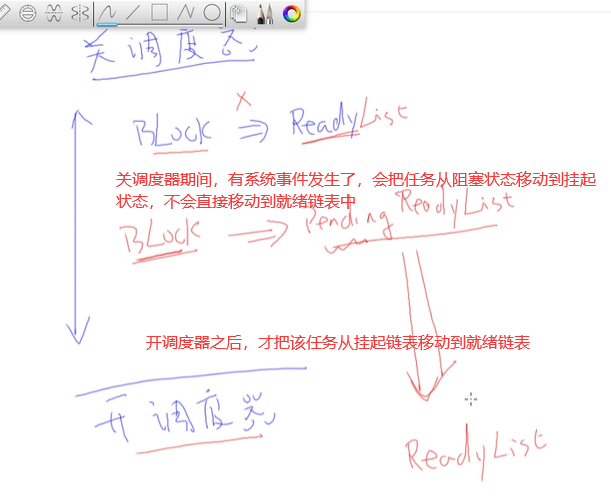 关调度器
BLock ⇒ ReadyList
关调度器期间，有系统事件发生了，会把任务从阻塞状态移动到挂起
状态，不会直接移动到就绪链表中
BLock ⇒ Pending ReadyList
开调度器之后，才把该任务从挂起链表移动到就绪链表
开调度器
ReadyList